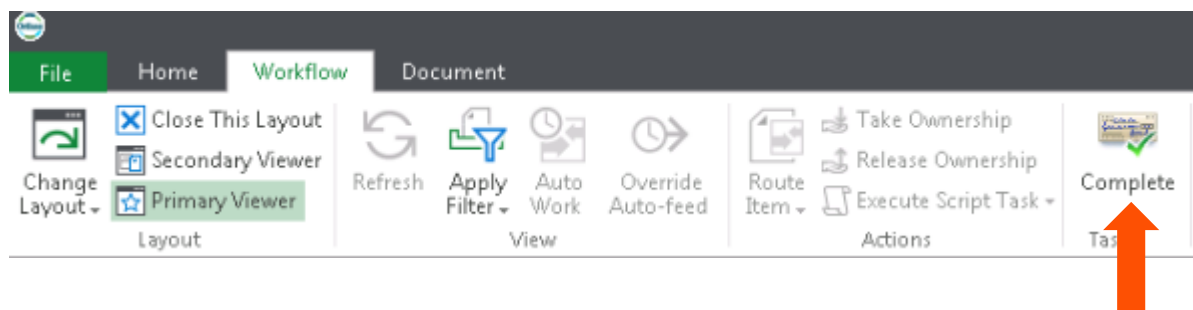 OnBase
File Home Workflow Document
Change Layout
Close This Layout
Secondary Viewer
Primary Viewer
Layout
Refresh
Apply Filter
Auto Work
Override Auto-feed
View
Route Item
Take Ownership
Release Ownership
Execute Script Task
Actions
Complete